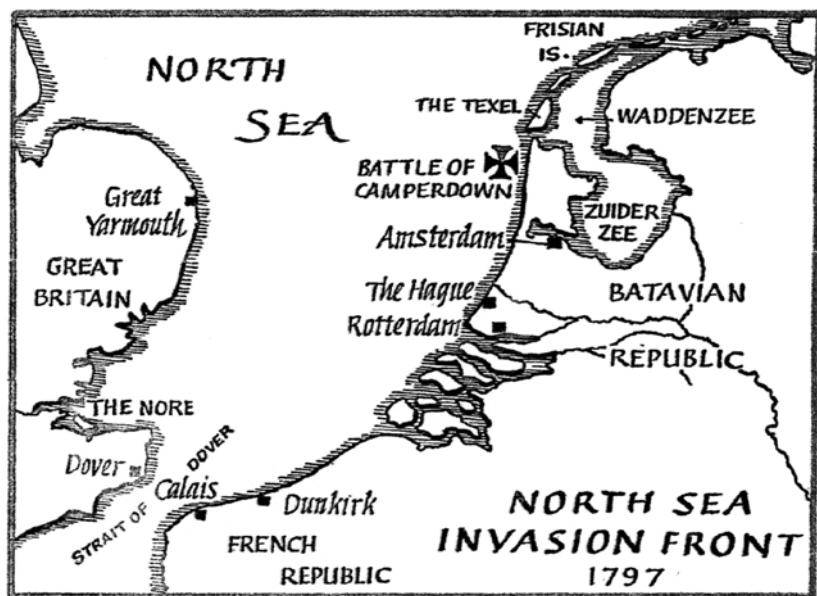 FRISIAN
IS.
NORTH
SEA
THE TEXEL
WADDENZEE
BATTLE OF
CAMPERDOWN
Great
Yarmouth
ZUIDER
ZEE
Amsterdam
GREAT
BRITAIN
The Hague
BATAVIAN
Rotterdam
REPUBLIC
THE NORE
Dover
STRAIT OF DOVER
Calais
Dunkirk
FRENCH
REPUBLIC
NORTH SEA
INVASION FRONT
1797